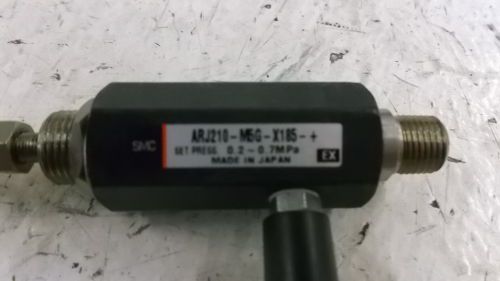 SMC
ARJ210-M5G-X185-+
SET PRESS. 0.2~0.7MPa
MADE IN JAPAN
EX